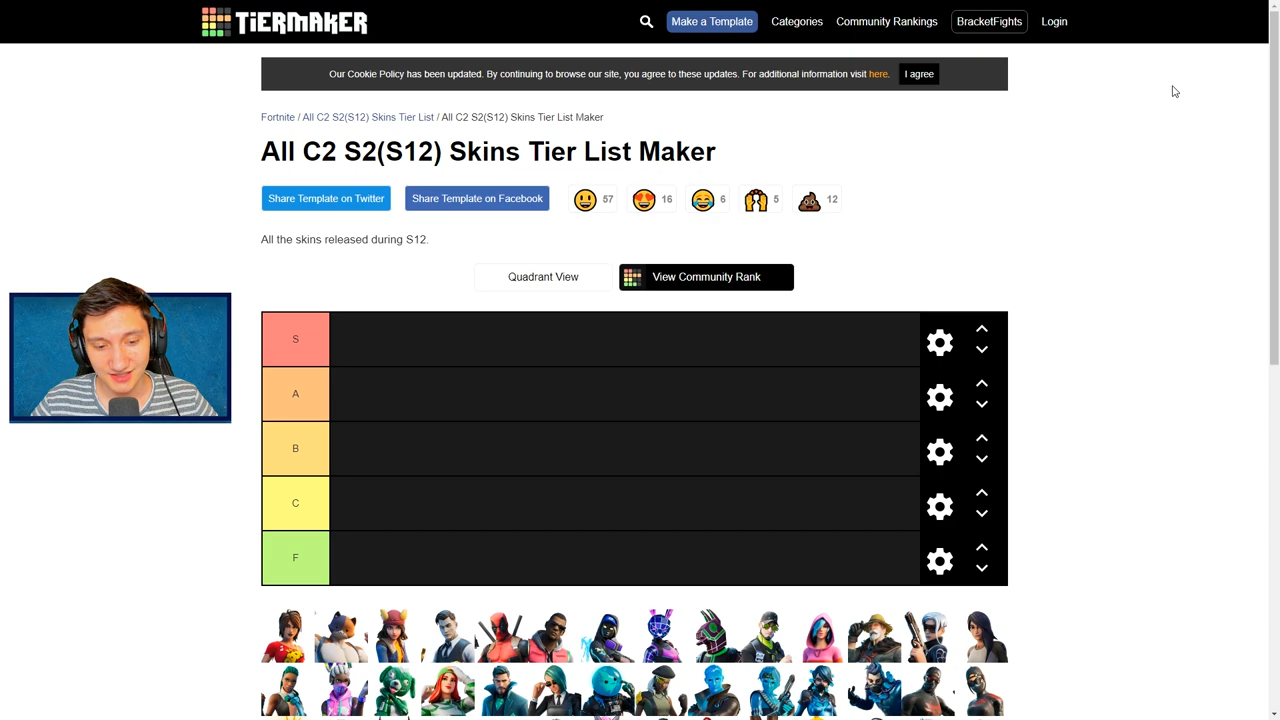 TIERMAKER
Make a Template
Categories
Community Rankings
BracketFights
Login
Our Cookie Policy has been updated. By continuing to browse our site, you agree to these updates. For additional information visit here.
I agree
Fortnite / All C2 S2(S12) Skins Tier List / All C2 S2(S12) Skins Tier List Maker
All C2 S2(S12) Skins Tier List Maker
Share Template on Twitter
Share Template on Facebook
57
16
6
5
12
All the skins released during S12.
Quadrant View
View Community Rank
S
A
B
C
F